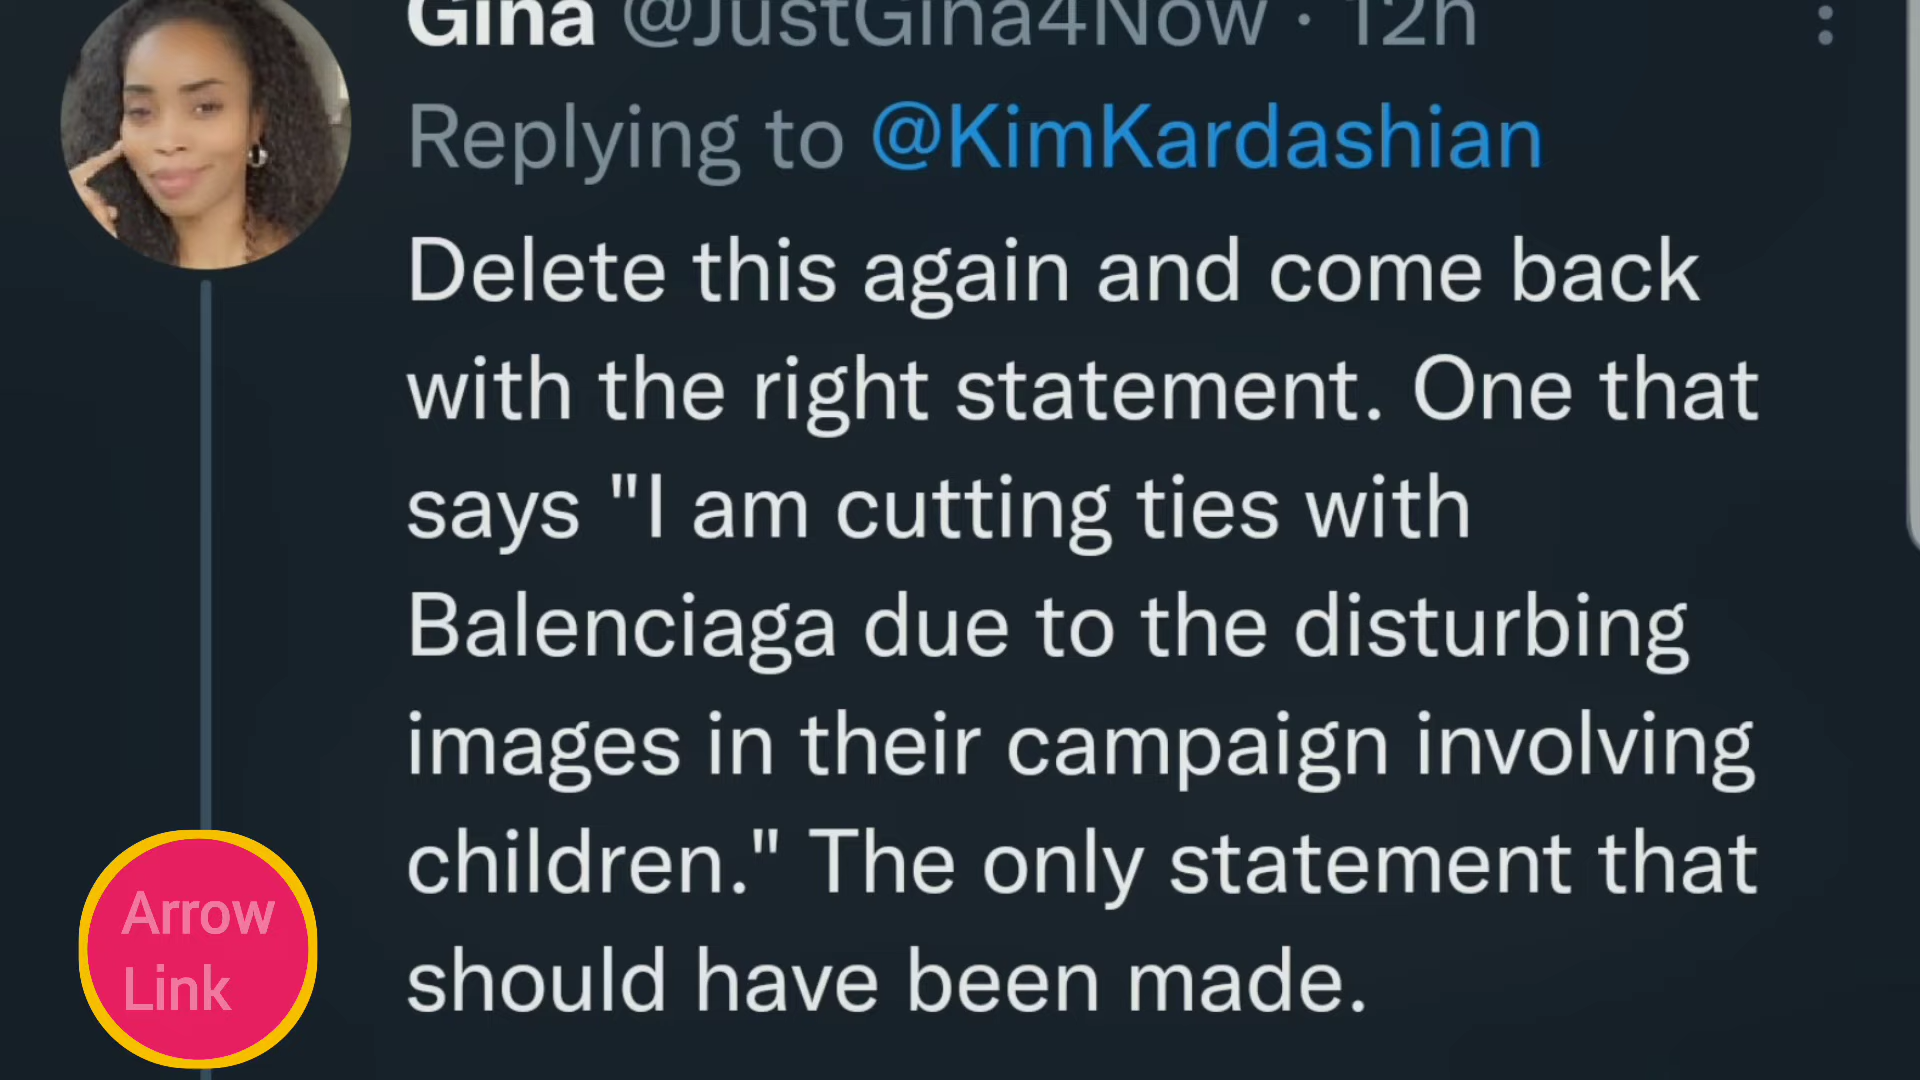 Gina @JustGina4Now · 12h
Replying to @KimKardashian
Delete this again and come back
with the right statement. One that
says "I am cutting ties with
Balenciaga due to the disturbing
images in their campaign involving
children." The only statement that
should have been made.
Arrow
Link